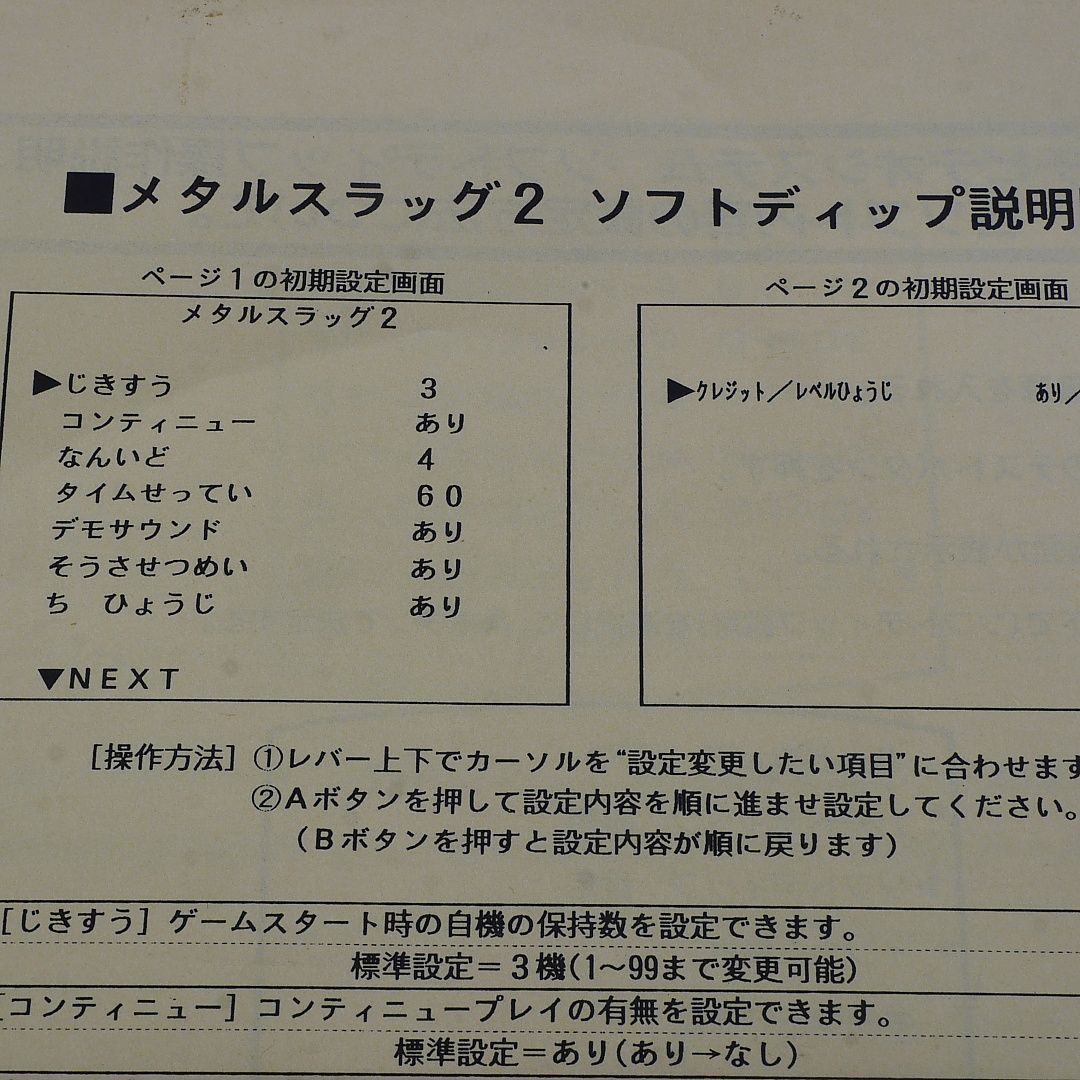 ■メタルスラッグ2 ソフトディップ説明
ページ1の初期設定画面
メタルスラッグ2
▶じきすう 3
コンティニュー あり
なんいど 4
タイムせってい 60
デモサウンド あり
そうさせつめい あり
ち ひょうじ あり
▼NEXT
ページ2の初期設定画面
▶クレジット／レベルひょうじ あり／
［操作方法］①レバー上下でカーソルを“設定変更したい項目”に合わせます
②Aボタンを押して設定内容を順に進ませ設定してください。
（Bボタンを押すと設定内容が順に戻ります）
［じきすう］ゲームスタート時の自機の保持数を設定できます。
標準設定＝3機(1〜99まで変更可能)
［コンティニュー］コンティニュープレイの有無を設定できます。
標準設定＝あり(あり→なし)